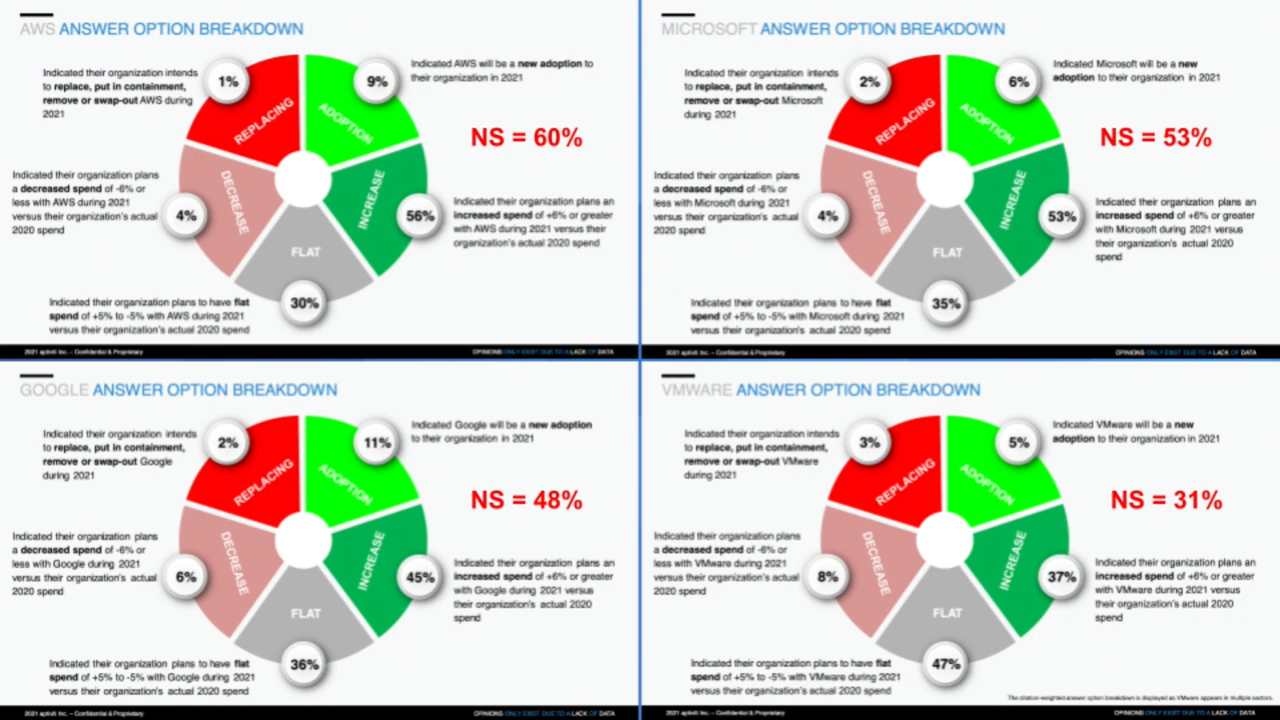 AWS ANSWER OPTION BREAKDOWN
Indicated their organization intends
to replace, put in containment,
remove or swap-out AWS during
2021
1%
9%
Indicated AWS will be a new adoption to
their organization in 2021
REPLACING
ADOPTION
NS = 60%
Indicated their organization plans
a decreased spend of -6% or
less with AWS during 2021
versus their organization's actual
2020 spend
4%
DECREASE
INCREASE
56%
Indicated their organization plans an
increased spend of +6% or greater
with AWS during 2021 versus their
organization's actual 2020 spend
FLAT
30%
Indicated their organization plans to have flat
spend of +5% to -5% with AWS during 2021
versus their organization's actual 2020 spend
2021 aptiviti Inc. – Confidential & Proprietary
OPINIONS ONLY EXIST DUE TO A LACK OF DATA
MICROSOFT ANSWER OPTION BREAKDOWN
Indicated their organization intends
to replace, put in containment,
remove or swap-out Microsoft
during 2021
2%
6%
Indicated Microsoft will be a new
adoption to their organization in 2021
REPLACING
ADOPTION
NS = 53%
Indicated their organization plans
a decreased spend of -6% or
less with Microsoft during 2021
versus their organization's actual
2020 spend
4%
DECREASE
INCREASE
53%
Indicated their organization plans an
increased spend of +6% or greater
with Microsoft during 2021 versus
their organization's actual 2020
spend
FLAT
35%
Indicated their organization plans to have flat
spend of +5% to -5% with Microsoft during 2021
versus their organization's actual 2020 spend
2021 aptiviti Inc. – Confidential & Proprietary
OPINIONS ONLY EXIST DUE TO A LACK OF DATA
GOOGLE ANSWER OPTION BREAKDOWN
Indicated their organization intends
to replace, put in containment,
remove or swap-out Google
during 2021
2%
11%
Indicated Google will be a new adoption
to their organization in 2021
REPLACING
ADOPTION
NS = 48%
Indicated their organization plans
a decreased spend of -6% or
less with Google during 2021
versus their organization's actual
2020 spend
6%
DECREASE
INCREASE
45%
Indicated their organization plans an
increased spend of +6% or greater
with Google during 2021 versus
their organization's actual 2020
spend
FLAT
36%
Indicated their organization plans to have flat
spend of +5% to -5% with Google during 2021
versus their organization's actual 2020 spend
2021 aptiviti Inc. – Confidential & Proprietary
OPINIONS ONLY EXIST DUE TO A LACK OF DATA
VMWARE ANSWER OPTION BREAKDOWN
Indicated their organization intends
to replace, put in containment,
remove or swap-out VMware
during 2021
3%
5%
Indicated VMware will be a new
adoption to their organization in 2021
REPLACING
ADOPTION
NS = 31%
Indicated their organization plans
a decreased spend of -6% or
less with VMware during 2021
versus their organization's actual
2020 spend
8%
DECREASE
INCREASE
37%
Indicated their organization plans an
increased spend of +6% or greater
with VMware during 2021 versus
their organization's actual 2020
spend
FLAT
47%
Indicated their organization plans to have flat
spend of +5% to -5% with VMware during 2021
versus their organization's actual 2020 spend
The citation-weighted answer option breakdown is displayed as VMware appears in multiple sectors.
2021 aptiviti Inc. – Confidential & Proprietary
OPINIONS ONLY EXIST DUE TO A LACK OF DATA